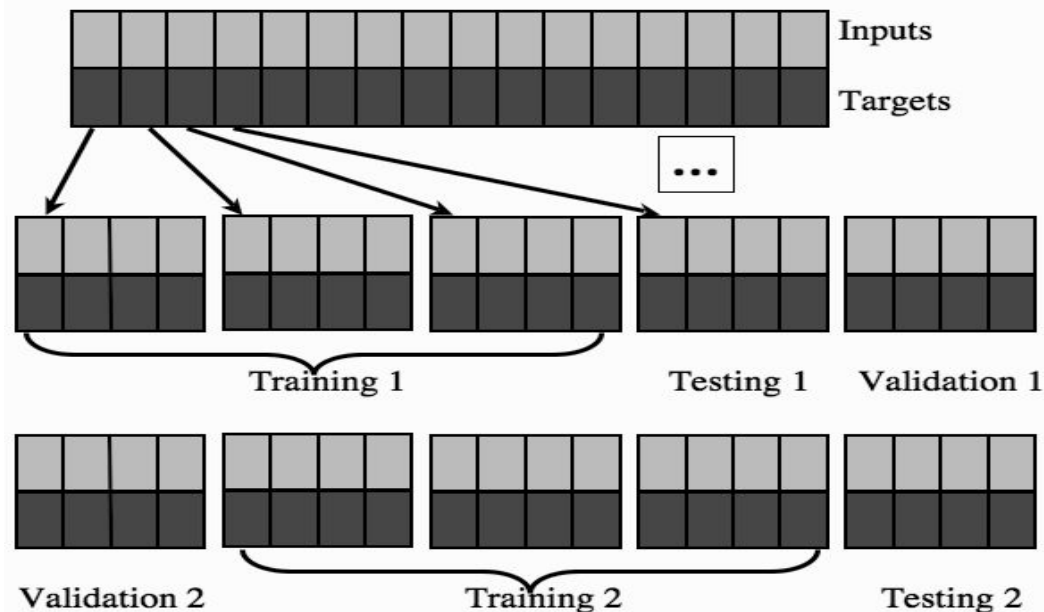 Inputs
Targets
...
Training 1
Testing 1
Validation 1
Validation 2
Training 2
Testing 2